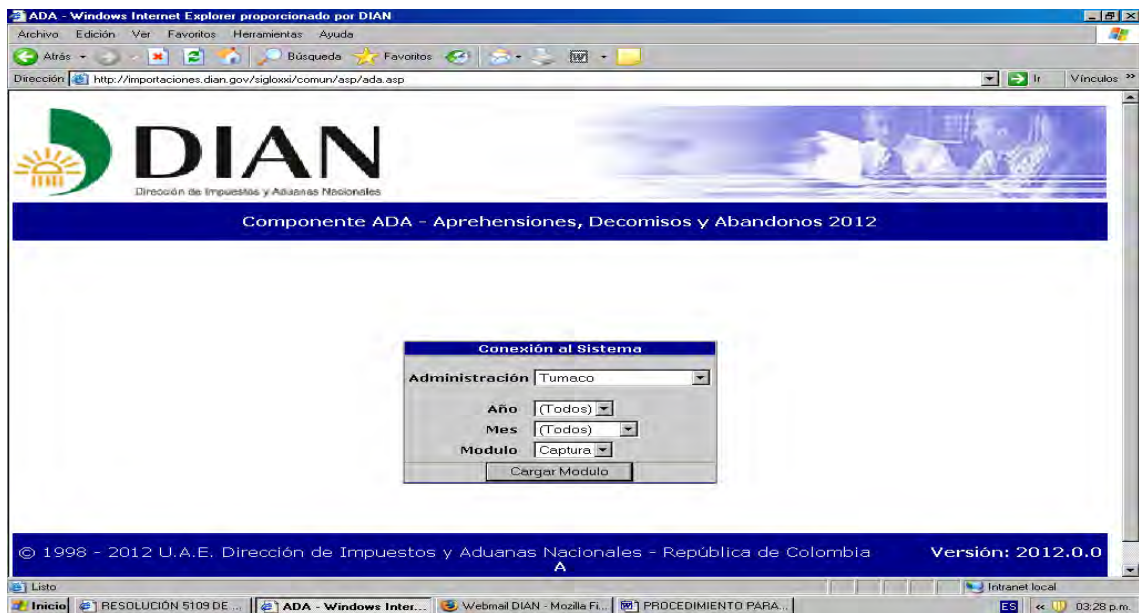 ADA - Windows Internet Explorer proporcionado por DIAN
Archivo Edición Ver Favoritos Herramientas Ayuda
Atrás Búsqueda Favoritos
Dirección http://importaciones.dian.gov/sigloxxi/comun/asp/ada.asp Ir Vínculos »
DIAN
Dirección de Impuestos y Aduanas Nacionales
Componente ADA - Aprehensiones, Decomisos y Abandonos 2012
Conexión al Sistema
Administración Tumaco
Año (Todos)
Mes (Todos)
Modulo Captura
Cargar Modulo
© 1998 - 2012 U.A.E. Dirección de Impuestos y Aduanas Nacionales - República de Colombia Versión: 2012.0.0
A
Listo Intranet local
Inicio RESOLUCIÓN 5109 DE ... ADA - Windows Inter... Webmail DIAN - Mozilla Fi... PROCEDIMIENTO PARA... ES « 03:28 p.m.